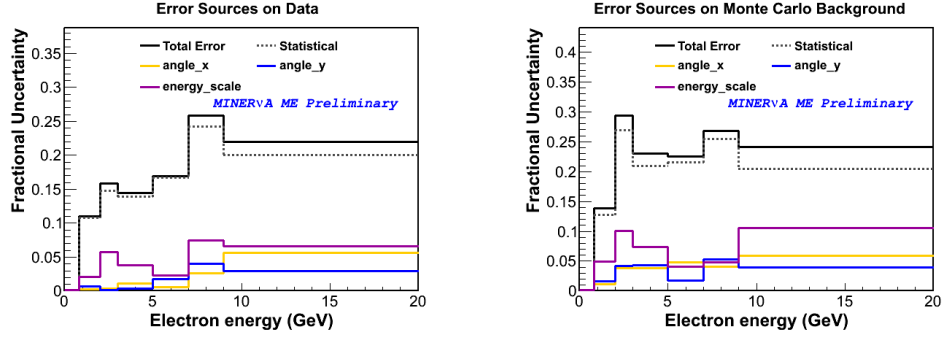 Error Sources on Data
Fractional Uncertainty
0.35
0.3
0.25
0.2
0.15
0.1
0.05
0
Total Error
Statistical
angle_x
angle_y
energy_scale
MINERνA ME Preliminary
0
5
10
15
20
Electron energy (GeV)
Error Sources on Monte Carlo Background
Fractional Uncertainty
0.4
0.35
0.3
0.25
0.2
0.15
0.1
0.05
0
Total Error
Statistical
angle_x
angle_y
energy_scale
MINERνA ME Preliminary
0
5
10
15
20
Electron energy (GeV)